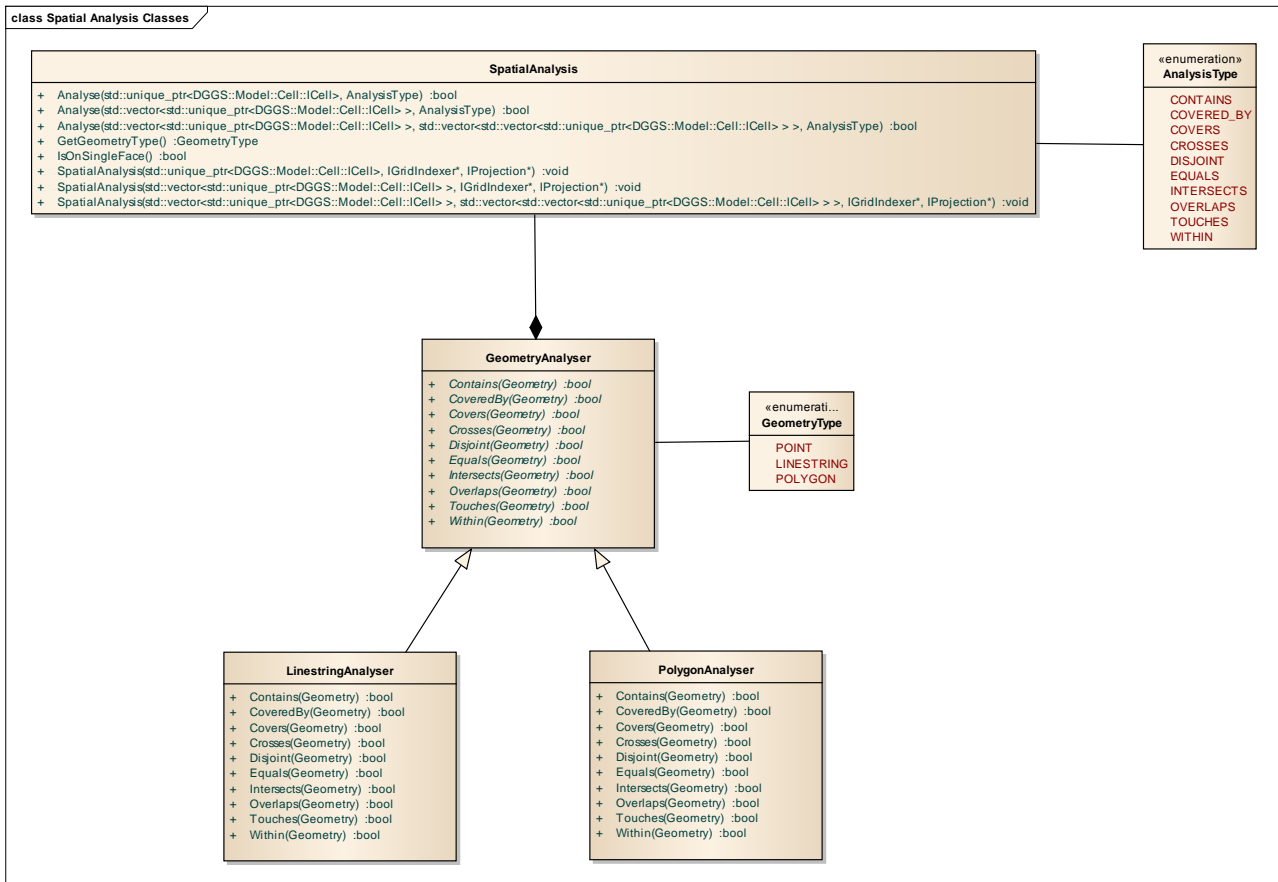 class Spatial Analysis Classes
SpatialAnalysis
+ Analyse(std::unique_ptr<DGGS::Model::Cell::ICell>, AnalysisType) :bool
+ Analyse(std::vector<std::unique_ptr<DGGS::Model::Cell::ICell> >, AnalysisType) :bool
+ Analyse(std::vector<std::unique_ptr<DGGS::Model::Cell::ICell> >, std::vector<std::vector<std::unique_ptr<DGGS::Model::Cell::ICell> > >, AnalysisType) :bool
+ GetGeometryType() :GeometryType
+ IsOnSingleFace() :bool
+ SpatialAnalysis(std::unique_ptr<DGGS::Model::Cell::ICell>, IGridIndexer*, IProjection*) :void
+ SpatialAnalysis(std::vector<std::unique_ptr<DGGS::Model::Cell::ICell> >, IGridIndexer*, IProjection*) :void
+ SpatialAnalysis(std::vector<std::unique_ptr<DGGS::Model::Cell::ICell> >, std::vector<std::vector<std::unique_ptr<DGGS::Model::Cell::ICell> > >, IGridIndexer*, IProjection*) :void
«enumeration»
AnalysisType
CONTAINS
COVERED_BY
COVERS
CROSSES
DISJOINT
EQUALS
INTERSECTS
OVERLAPS
TOUCHES
WITHIN
GeometryAnalyser
+ Contains(Geometry) :bool
+ CoveredBy(Geometry) :bool
+ Covers(Geometry) :bool
+ Crosses(Geometry) :bool
+ Disjoint(Geometry) :bool
+ Equals(Geometry) :bool
+ Intersects(Geometry) :bool
+ Overlaps(Geometry) :bool
+ Touches(Geometry) :bool
+ Within(Geometry) :bool
«enumerati...
GeometryType
POINT
LINESTRING
POLYGON
LinestringAnalyser
+ Contains(Geometry) :bool
+ CoveredBy(Geometry) :bool
+ Covers(Geometry) :bool
+ Crosses(Geometry) :bool
+ Disjoint(Geometry) :bool
+ Equals(Geometry) :bool
+ Intersects(Geometry) :bool
+ Overlaps(Geometry) :bool
+ Touches(Geometry) :bool
+ Within(Geometry) :bool
PolygonAnalyser
+ Contains(Geometry) :bool
+ CoveredBy(Geometry) :bool
+ Covers(Geometry) :bool
+ Crosses(Geometry) :bool
+ Disjoint(Geometry) :bool
+ Equals(Geometry) :bool
+ Intersects(Geometry) :bool
+ Overlaps(Geometry) :bool
+ Touches(Geometry) :bool
+ Within(Geometry) :bool